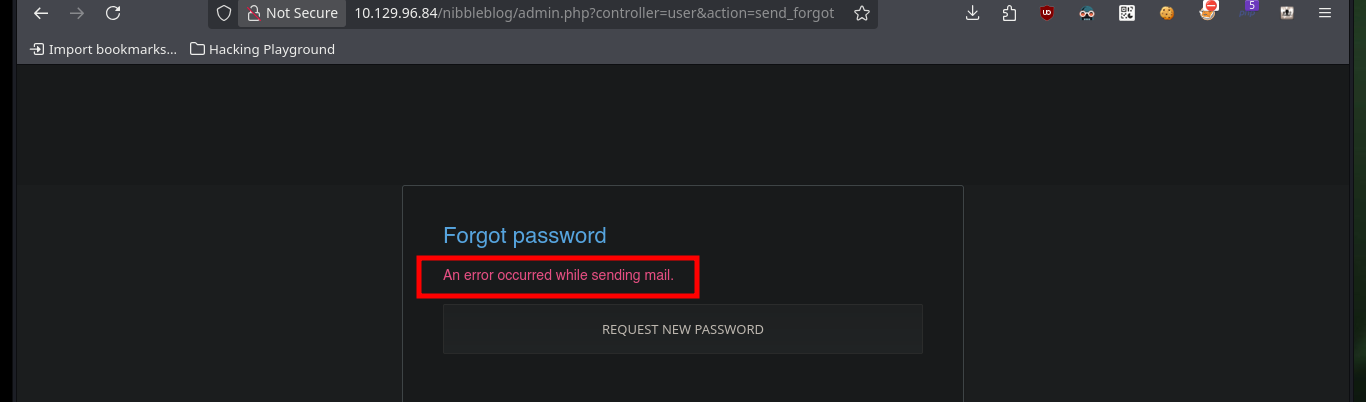 Not Secure 10.129.96.84/nibbleblog/admin.php?controller=user&action=send_forgot
5
Import bookmarks... Hacking Playground
Forgot password
An error occurred while sending mail.
REQUEST NEW PASSWORD